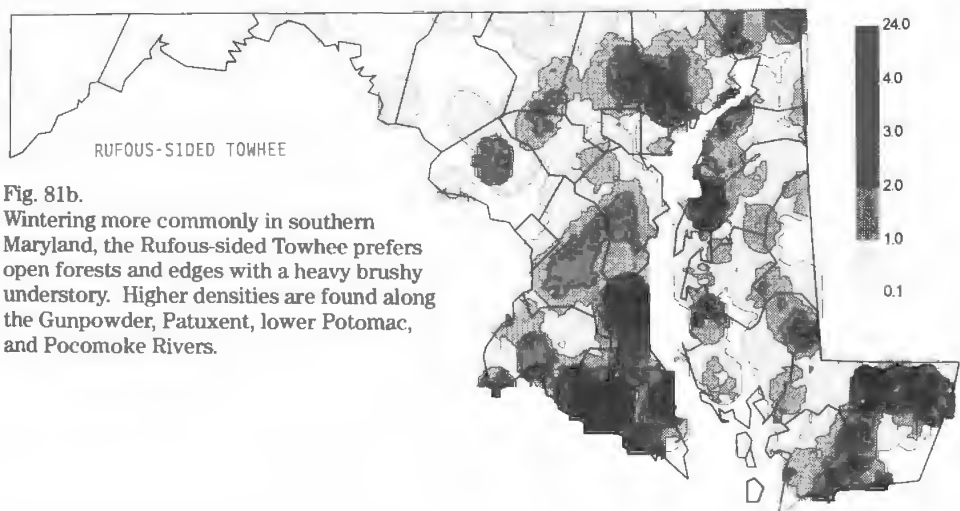 RUFOUS-SIDED TOWHEE
Fig. 81b.
Wintering more commonly in southern
Maryland, the Rufous-sided Towhee prefers
open forests and edges with a heavy brushy
understory. Higher densities are found along
the Gunpowder, Patuxent, lower Potomac,
and Pocomoke Rivers.
24.0
4.0
3.0
2.0
1.0
0.1